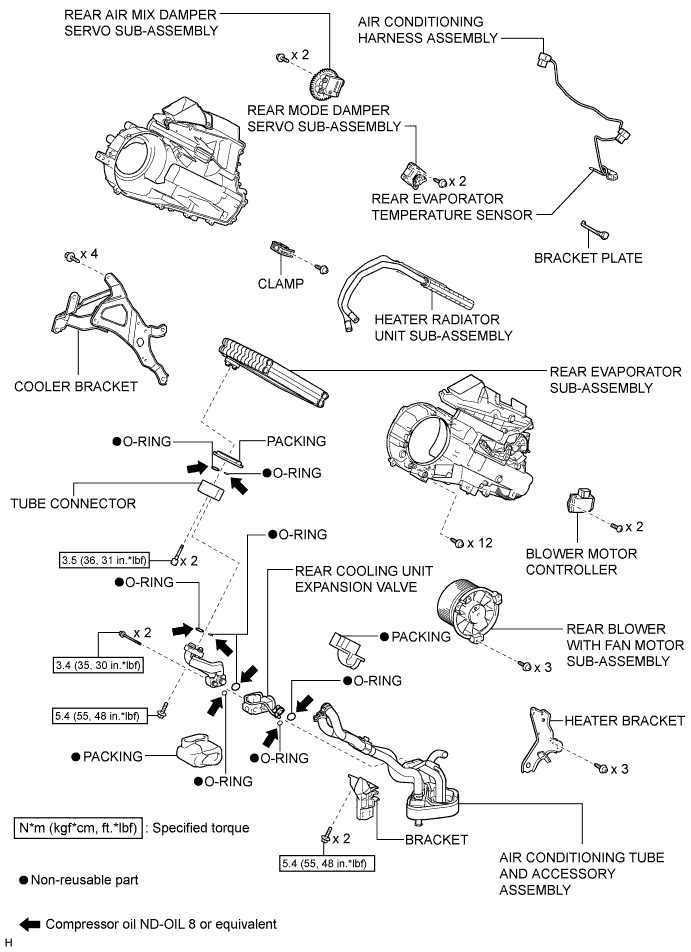 REAR AIR MIX DAMPER
SERVO SUB-ASSEMBLY
AIR CONDITIONING
HARNESS ASSEMBLY
x 2
REAR MODE DAMPER
SERVO SUB-ASSEMBLY
x 2
REAR EVAPORATOR
TEMPERATURE SENSOR
BRACKET PLATE
x 4
CLAMP
HEATER RADIATOR
UNIT SUB-ASSEMBLY
COOLER BRACKET
REAR EVAPORATOR
SUB-ASSEMBLY
●O-RING
PACKING
●O-RING
TUBE CONNECTOR
x 12
x 2
●O-RING
BLOWER MOTOR
CONTROLLER
3.5 (36, 31 in.*lbf)
x 2
●O-RING
REAR COOLING UNIT
EXPANSION VALVE
x 2
●PACKING
REAR BLOWER
WITH FAN MOTOR
SUB-ASSEMBLY
3.4 (35, 30 in.*lbf)
x 3
●O-RING
5.4 (55, 48 in.*lbf)
HEATER BRACKET
●PACKING
●O-RING
x 3
●O-RING
N*m (kgf*cm, ft.*lbf) : Specified torque
x 2
BRACKET
5.4 (55, 48 in.*lbf)
AIR CONDITIONING TUBE
AND ACCESSORY
ASSEMBLY
●Non-reusable part
Compressor oil ND-OIL 8 or equivalent
H